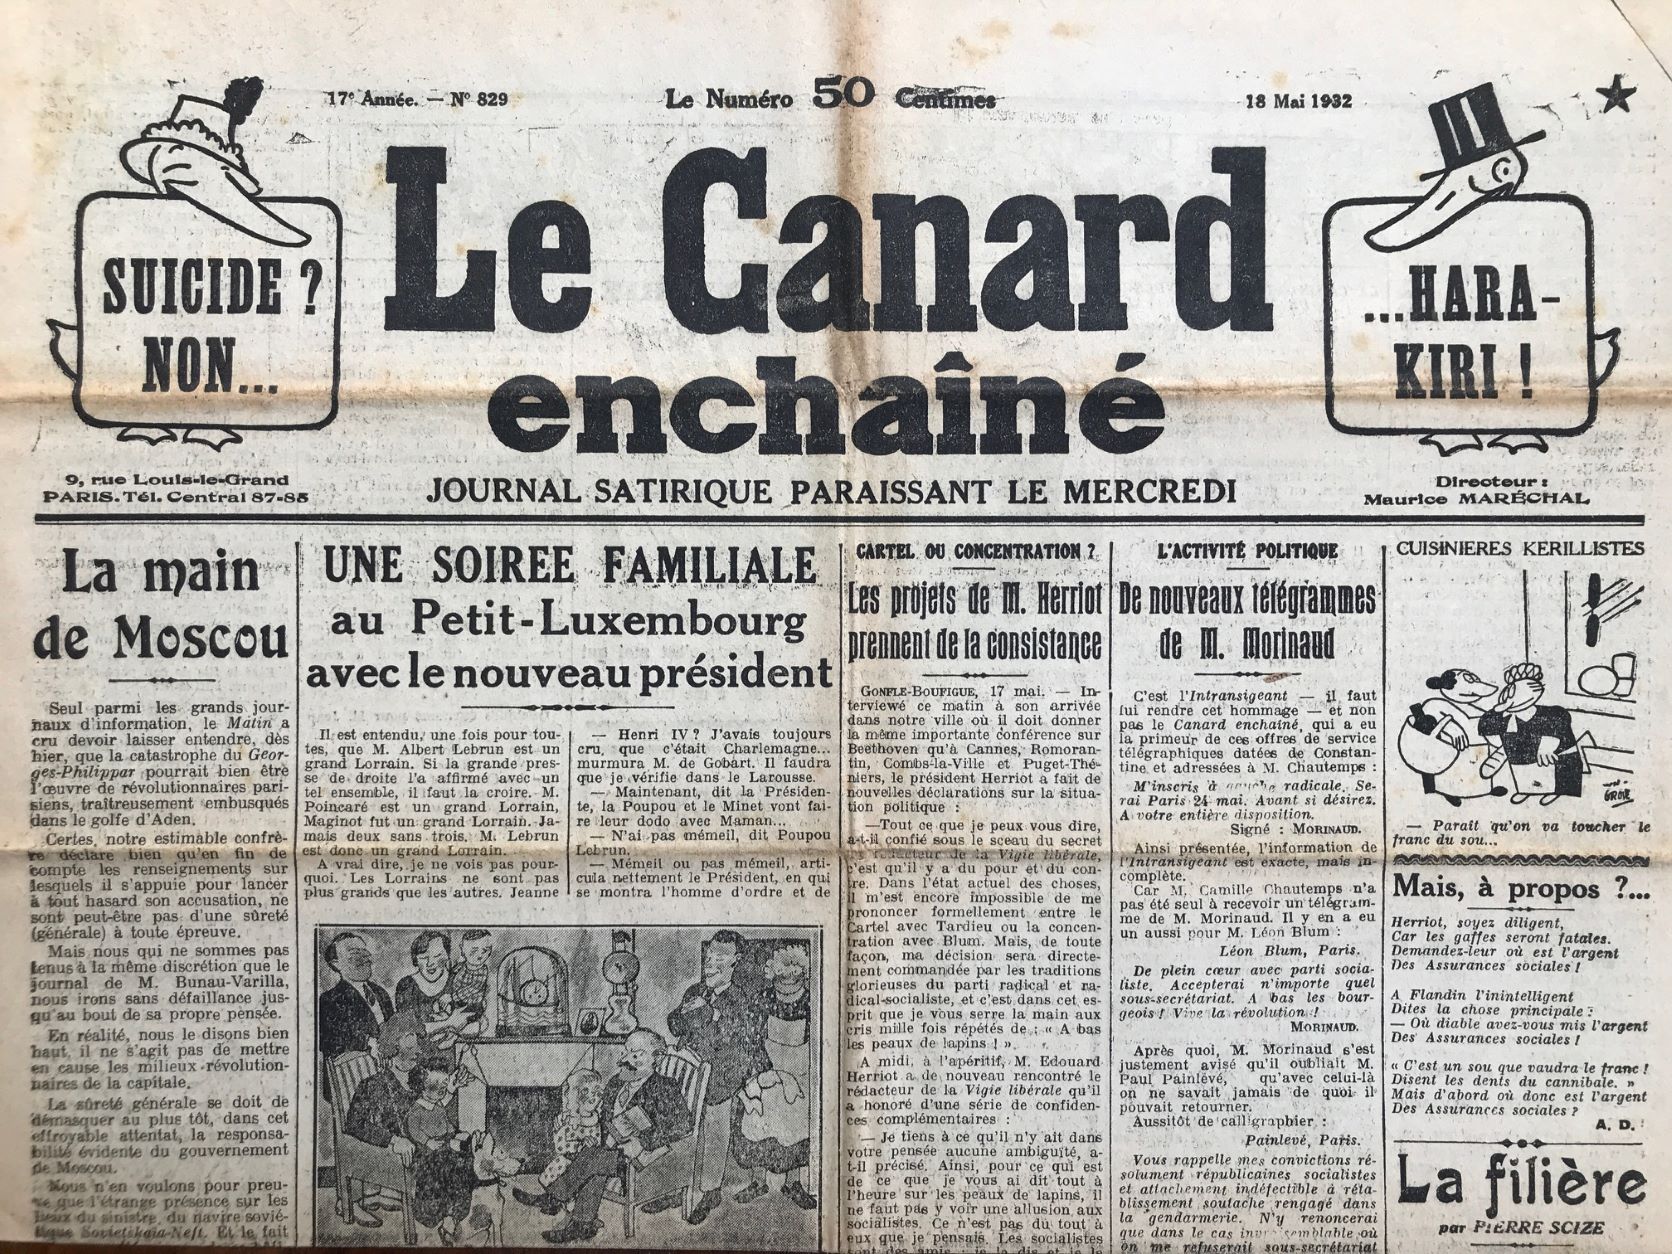 17e Année. — N° 829
Le Numéro 50 Centimes
18 Mai 1932
SUICIDE ?
NON...
Le Canard
enchaîné
...HARA-
KIRI !
9, rue Louis-le-Grand
PARIS. Tél. Central 87-85
JOURNAL SATIRIQUE PARAISSANT LE MERCREDI
Directeur :
Maurice MARÉCHAL
La main
de Moscou
Seul parmi les grands jour-
naux d'information, le Matin a
cru devoir laisser entendre, dès
hier, que la catastrophe du Geor-
ges-Philippar pourrait bien être
l'œuvre de révolutionnaires pari-
siens, traîtreusement embusqués
dans le golfe d'Aden.
Certes, notre estimable confrè-
re déclare bien qu'en fin de
compte les renseignements sur
lesquels il s'appuie pour lancer
à tout hasard son accusation, ne
sont peut-être pas d'une sûreté
(générale) à toute épreuve.
Mais nous qui ne sommes pas
tenus à la même discrétion que le
journal de M. Bunau-Varilla,
nous irons sans défaillance jus-
qu'au bout de sa propre pensée.
En réalité, nous le disons bien
haut, il ne s'agit pas de mettre
en cause les milieux révolution-
naires de la capitale.
La sûreté générale se doit de
démasquer au plus tôt, dans cet
effroyable attentat, la responsa-
bilité évidente du gouvernement
de Moscou.
Nous n'en voulons pour preu-
ve que l'étrange présence sur les
lieux du sinistre, du navire sovié-
tique Sovietskaïa-Neft. Et le fait
UNE SOIREE FAMILIALE
au Petit-Luxembourg
avec le nouveau président
Il est entendu, une fois pour tou-
tes, que M. Albert Lebrun est un
grand Lorrain. Si la grande pres-
se de droite l'a affirmé avec un
tel ensemble, il faut la croire. M.
Poincaré est un grand Lorrain,
Maginot fut un grand Lorrain. Ja-
mais deux sans trois. M. Lebrun
est donc un grand Lorrain.
A vrai dire, je ne vois pas pour-
quoi. Les Lorrains ne sont pas
plus grands que les autres. Jeanne
— Henri IV ? J'avais toujours
cru, que c'était Charlemagne...
murmura M. de Gobart. Il faudra
que je vérifie dans le Larousse.
— Maintenant, dit la Présiden-
te, la Poupou et le Minet vont fai-
re leur dodo avec Maman...
— N'ai pas mémeil, dit Poupou
Lebrun.
— Mémeil ou pas mémeil, arti-
cula nettement le Président, en qui
se montra l'homme d'ordre et de
CARTEL OU CONCENTRATION ?
Les projets de M. Herriot
prennent de la consistance
GONFLE-BOUFIGUE, 17 mai. — In-
terviewé ce matin à son arrivée
dans notre ville où il doit donner
la même importante conférence sur
Beethoven qu'à Cannes, Romoran-
tin, Combs-la-Ville et Puget-Thé-
niers, le président Herriot a fait de
nouvelles déclarations sur la situa-
tion politique :
—Tout ce que je peux vous dire,
a-t-il confié sous le sceau du secret
au rédacteur de la Vigie libérale,
c'est qu'il y a du pour et du con-
tre. Dans l'état actuel des choses,
il m'est encore impossible de me
prononcer formellement entre le
Cartel avec Tardieu ou la concen-
tration avec Blum. Mais, de toute
façon, ma décision sera directe-
ment commandée par les traditions
glorieuses du parti radical et ra-
dical-socialiste, et c'est dans cet es-
prit que je vous serre la main aux
cris mille fois répétés de : « A bas
les peaux de lapins ! ».
A midi, à l'apéritif, M. Edouard
Herriot a de nouveau rencontré le
rédacteur de la Vigie libérale qu'il
a honoré d'une série de confiden-
ces complémentaires :
— Je tiens à ce qu'il n'y ait dans
votre pensée aucune ambiguïté, a-
t-il précisé. Ainsi, pour ce qui est
de ce que je vous ai dit tout à
l'heure sur les peaux de lapins, il
ne faut pas y voir une allusion aux
socialistes. Ce n'est pas du tout à
eux que je pensais. Les socialistes
sont des amis : je le dis et je le
L'ACTIVITÉ POLITIQUE
De nouveaux télégrammes
de M. Morinaud
C'est l'Intransigeant — il faut
lui rendre cet hommage — et non
pas le Canard enchaîné, qui a eu
la primeur de ces offres de service
télégraphiques datées de Constan-
tine et adressées à M. Chautemps :
M'inscris à gauche radicale. Se-
rai Paris 24 mai. Avant si désirez.
A votre entière disposition.
Signé : MORINAUD.
Ainsi présentée, l'information de
l'Intransigeant est exacte, mais in-
complète.
Car M. Camille Chautemps n'a
pas été seul à recevoir un télégram-
me de M. Morinaud. Il y en a eu
un aussi pour M. Léon Blum :
Léon Blum, Paris.
De plein cœur avec parti socia-
liste. Accepterai n'importe quel
sous-secrétariat. A bas les bour-
geois ! Vive la révolution !
MORINAUD.
Après quoi, M. Morinaud s'est
justement avisé qu'il oubliait M.
Paul Painlevé, qu'avec celui-là
on ne savait jamais de quoi il
pouvait retourner.
Aussitôt de calligraphier :
Painlevé, Paris.
Vous rappelle mes convictions ré-
solument républicaines socialistes
et attachement indéfectible à réta-
blissement soutache rengagé dans
la gendarmerie. N'y renoncerai
que dans le cas invraisemblable où
on me refuserait sous-secrétariat
CUISINIERES KERILLISTES
GROVE
— Paraît qu'on va toucher le
franc du sou...
Mais, à propos ?...
Herriot, soyez diligent,
Car les gaffes seront fatales.
Demandez-leur où est l'argent
Des Assurances sociales !
A Flandin l'inintelligent
Dites la chose principale :
— Où diable avez-vous mis l'argent
Des Assurances sociales !
« C'est un sou que vaudra le franc !
Disent les dents du cannibale. »
Mais d'abord où donc est l'argent
Des Assurances sociales ?
A. D.
La filière
par PIERRE SCIZE